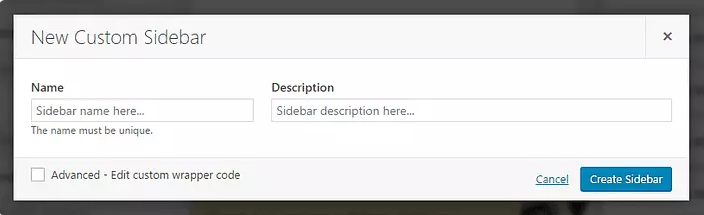 New Custom Sidebar
Name
Description
Sidebar name here...
Sidebar description here...
The name must be unique.
Advanced - Edit custom wrapper code
Cancel
Create Sidebar